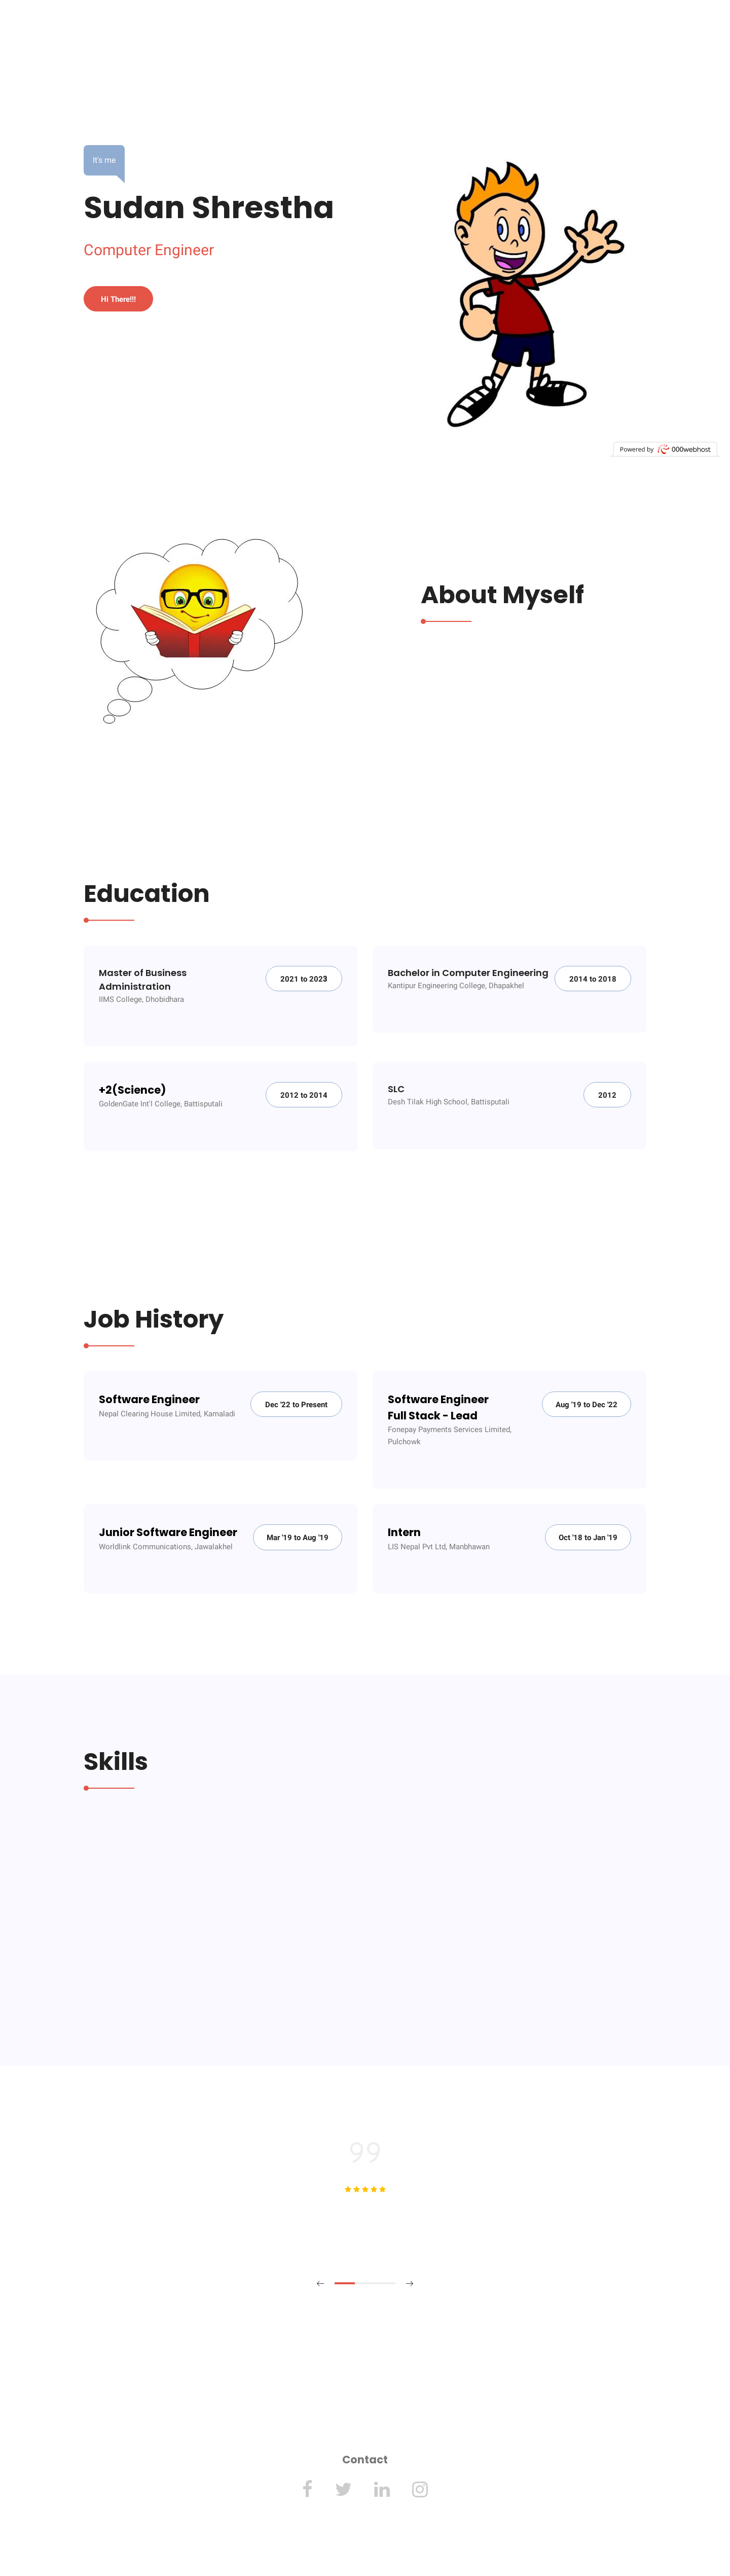 It's me
Sudan Shrestha
Computer Engineer
Hi There!!!
Powered by 000webhost
About Myself
Education
Master of Business
Administration
IIMS College, Dhobidhara
2021 to 2023
Bachelor in Computer Engineering
Kantipur Engineering College, Dhapakhel
2014 to 2018
+2(Science)
GoldenGate Int'l College, Battisputali
2012 to 2014
SLC
Desh Tilak High School, Battisputali
2012
Job History
Software Engineer
Nepal Clearing House Limited, Kamaladi
Dec '22 to Present
Software Engineer
Full Stack - Lead
Fonepay Payments Services Limited,
Pulchowk
Aug '19 to Dec '22
Junior Software Engineer
Worldlink Communications, Jawalakhel
Mar '19 to Aug '19
Intern
LIS Nepal Pvt Ltd, Manbhawan
Oct '18 to Jan '19
Skills
Contact